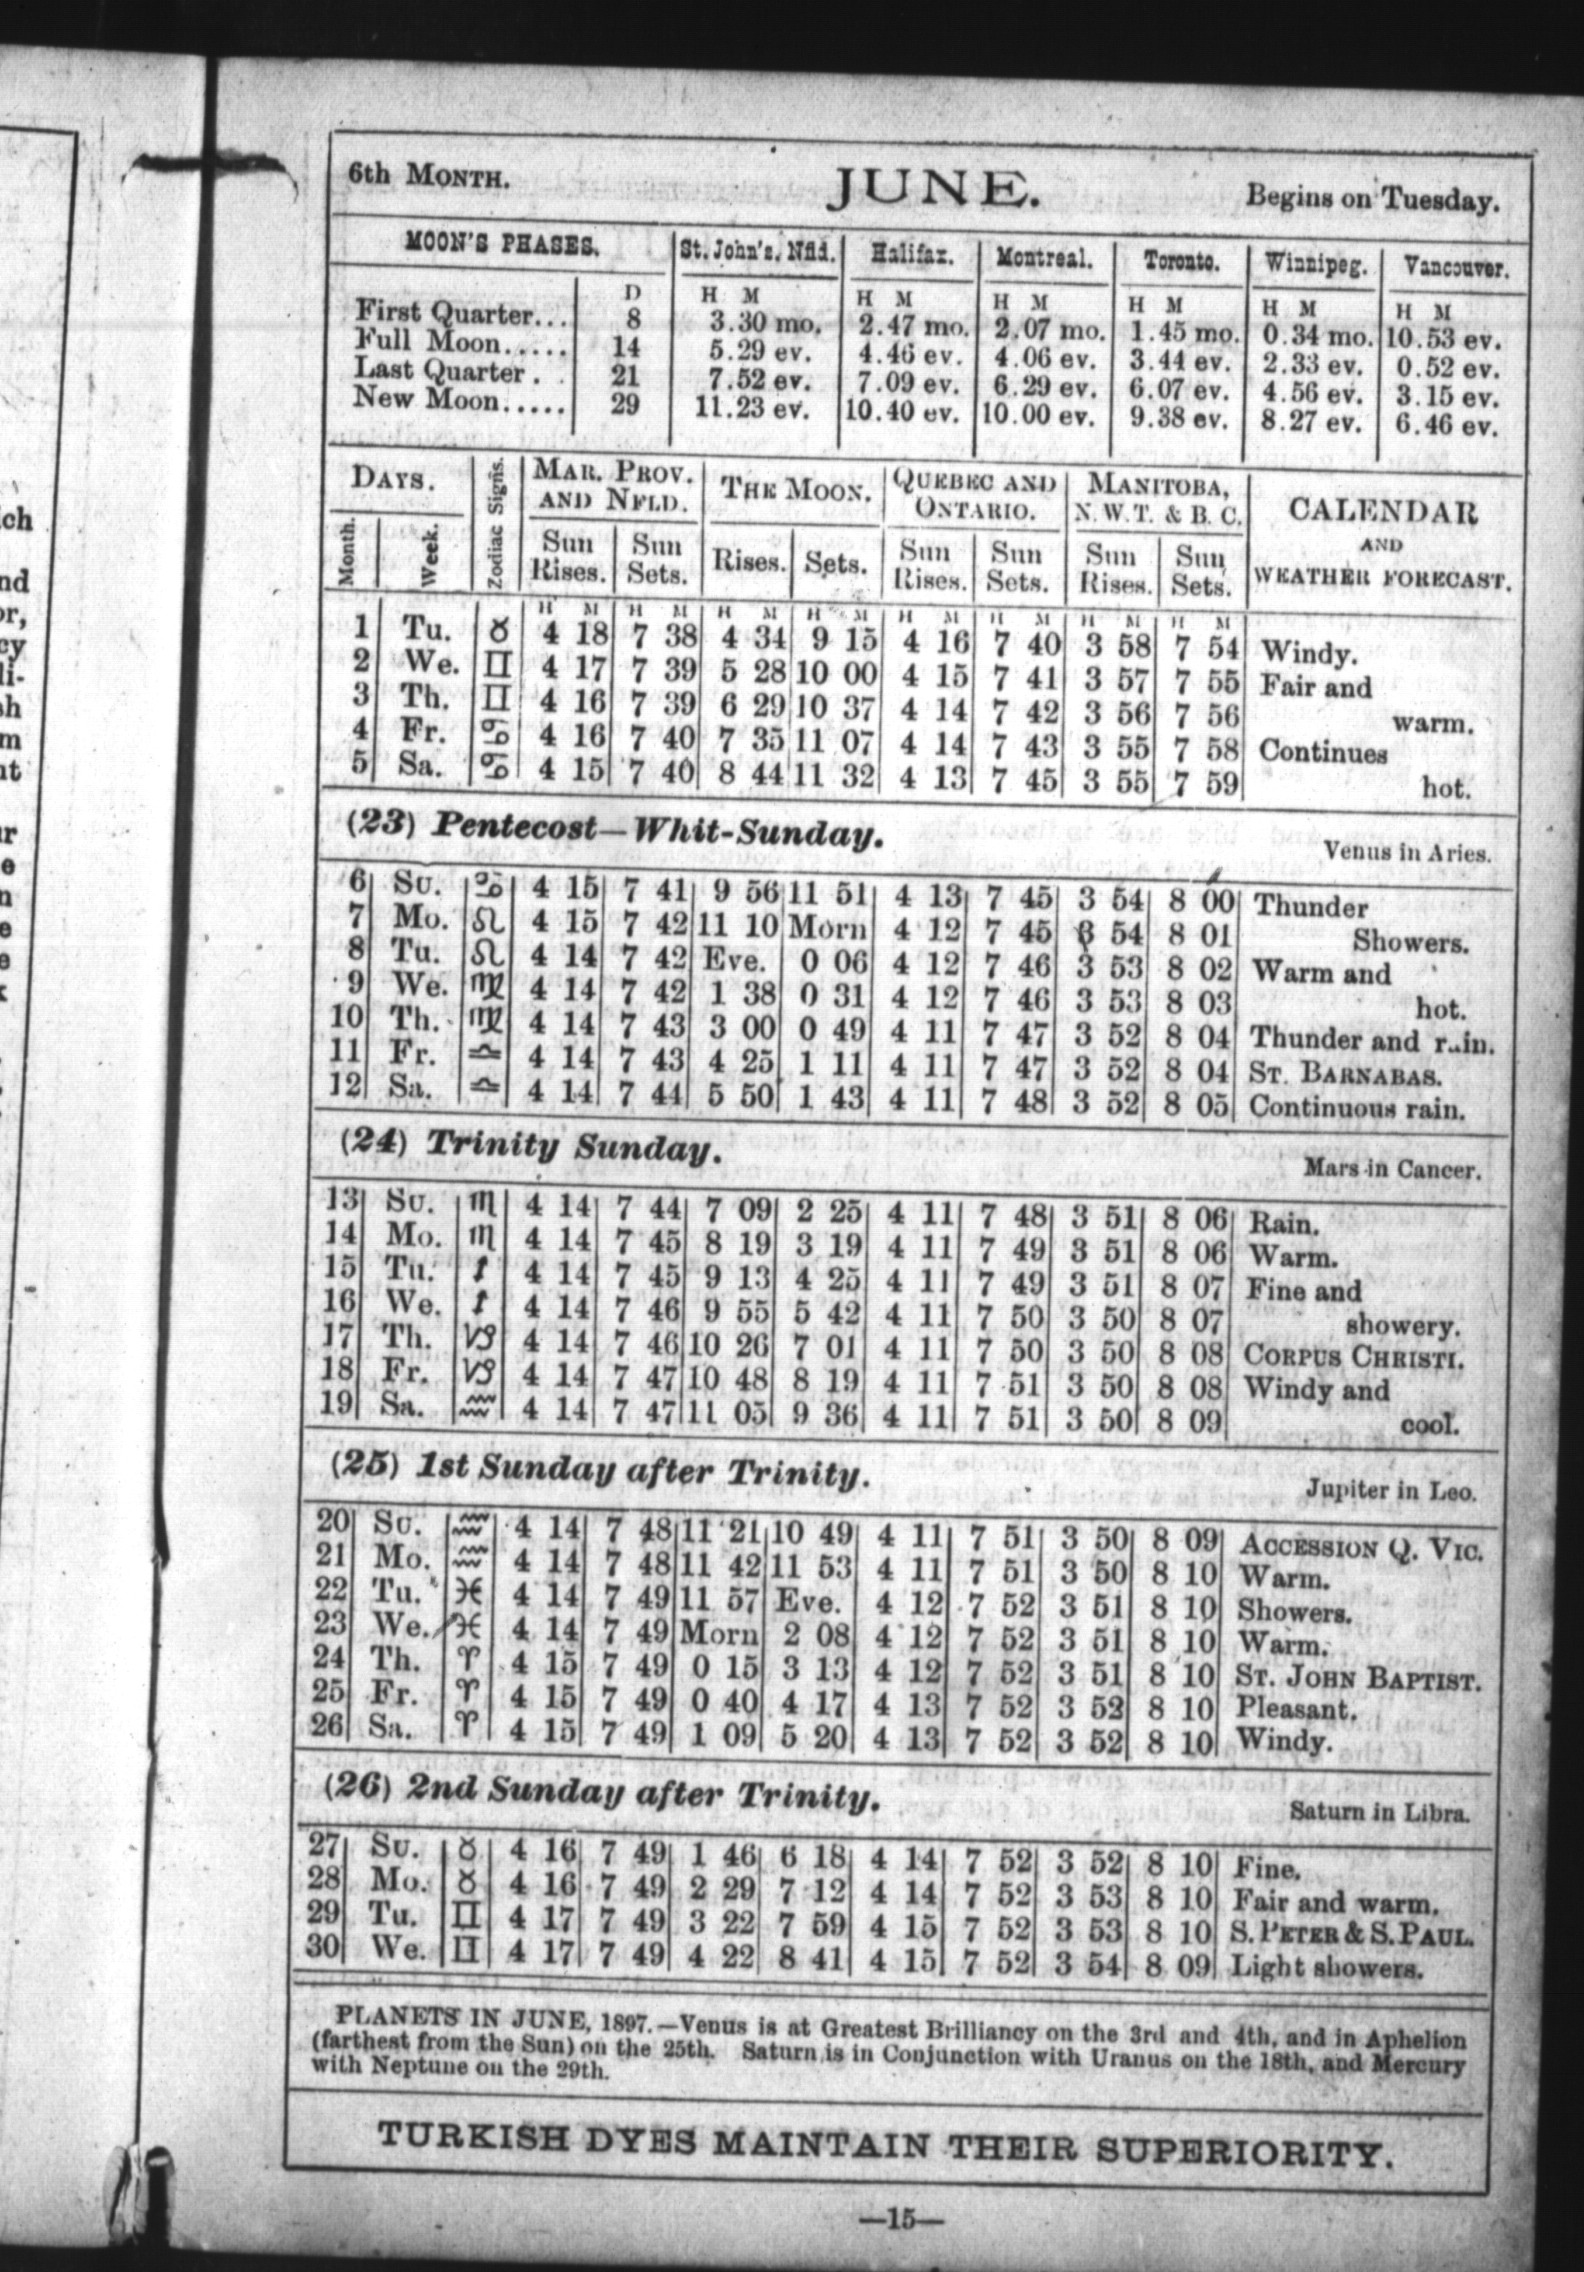 6th MONTH. JUNE. Begins on Tuesday.
MOON'S PHASES. St. John's, Nfld. Halifax. Montreal. Toronto. Winnipeg. Vancouver.
D H M H M H M H M H M H M
First Quarter... 8 3.30 mo. 2.47 mo. 2.07 mo. 1.45 mo. 0.34 mo. 10.53 ev.
Full Moon..... 14 5.29 ev. 4.46 ev. 4.06 ev. 3.44 ev. 2.33 ev. 0.52 ev.
Last Quarter . . 21 7.52 ev. 7.09 ev. 6.29 ev. 6.07 ev. 4.56 ev. 3.15 ev.
New Moon..... 29 11.23 ev. 10.40 ev. 10.00 ev. 9.38 ev. 8.27 ev. 6.46 ev.
DAYS. Zodiac Signs. MAR. PROV. AND NFLD. THE MOON. QUEBEC AND ONTARIO. MANITOBA, N. W. T. & B. C. CALENDAR AND WEATHER FORECAST.
Month. Week. Sun Rises. Sun Sets. Rises. Sets. Sun Rises. Sun Sets. Sun Rises. Sun Sets.
H M H M H M H M H M H M H M H M
1 Tu. ♉ 4 18 7 38 4 34 9 15 4 16 7 40 3 58 7 54 Windy.
2 We. ♊ 4 17 7 39 5 28 10 00 4 15 7 41 3 57 7 55 Fair and
3 Th. ♊ 4 16 7 39 6 29 10 37 4 14 7 42 3 56 7 56 warm.
4 Fr. ♋ 4 16 7 40 7 35 11 07 4 14 7 43 3 55 7 58 Continues
5 Sa. ♋ 4 15 7 40 8 44 11 32 4 13 7 45 3 55 7 59 hot.
(23) Pentecost—Whit-Sunday. Venus in Aries.
6 SU. ♋ 4 15 7 41 9 56 11 51 4 13 7 45 3 54 8 00 Thunder
7 Mo. ♌ 4 15 7 42 11 10 Morn 4 12 7 45 3 54 8 01 Showers.
8 Tu. ♌ 4 14 7 42 Eve. 0 06 4 12 7 46 3 53 8 02 Warm and
9 We. ♍ 4 14 7 42 1 38 0 31 4 12 7 46 3 53 8 03 hot.
10 Th. ♍ 4 14 7 43 3 00 0 49 4 11 7 47 3 52 8 04 Thunder and rain.
11 Fr. ♎ 4 14 7 43 4 25 1 11 4 11 7 47 3 52 8 04 ST. BARNABAS.
12 Sa. ♎ 4 14 7 44 5 50 1 43 4 11 7 48 3 52 8 05 Continuous rain.
(24) Trinity Sunday. Mars in Cancer.
13 SU. ♏ 4 14 7 44 7 09 2 25 4 11 7 48 3 51 8 06 Rain.
14 Mo. ♏ 4 14 7 45 8 19 3 19 4 11 7 49 3 51 8 06 Warm.
15 Tu. ♐ 4 14 7 45 9 13 4 25 4 11 7 49 3 51 8 07 Fine and
16 We. ♐ 4 14 7 46 9 55 5 42 4 11 7 50 3 50 8 07 showery.
17 Th. ♑ 4 14 7 46 10 26 7 01 4 11 7 50 3 50 8 08 CORPUS CHRISTI.
18 Fr. ♑ 4 14 7 47 10 48 8 19 4 11 7 51 3 50 8 08 Windy and
19 Sa. ♒ 4 14 7 47 11 05 9 36 4 11 7 51 3 50 8 09 cool.
(25) 1st Sunday after Trinity. Jupiter in Leo.
20 SU. ♒ 4 14 7 48 11 21 10 49 4 11 7 51 3 50 8 09 ACCESSION Q. VIC.
21 Mo. ♒ 4 14 7 48 11 42 11 53 4 11 7 51 3 50 8 10 Warm.
22 Tu. ♓ 4 14 7 49 11 57 Eve. 4 12 7 52 3 51 8 10 Showers.
23 We. ♓ 4 14 7 49 Morn 2 08 4 12 7 52 3 51 8 10 Warm.
24 Th. ♈ 4 15 7 49 0 15 3 13 4 12 7 52 3 51 8 10 ST. JOHN BAPTIST.
25 Fr. ♈ 4 15 7 49 0 40 4 17 4 13 7 52 3 52 8 10 Pleasant.
26 Sa. ♈ 4 15 7 49 1 09 5 20 4 13 7 52 3 52 8 10 Windy.
(26) 2nd Sunday after Trinity. Saturn in Libra.
27 SU. ♉ 4 16 7 49 1 46 6 18 4 14 7 52 3 52 8 10 Fine.
28 Mo. ♉ 4 16 7 49 2 29 7 12 4 14 7 52 3 53 8 10 Fair and warm.
29 Tu. ♊ 4 17 7 49 3 22 7 59 4 15 7 52 3 53 8 10 S. PETER & S. PAUL.
30 We. ♊ 4 17 7 49 4 22 8 41 4 15 7 52 3 54 8 09 Light showers.
PLANETS IN JUNE, 1897.—Venus is at Greatest Brilliancy on the 3rd and 4th, and in Aphelion
(farthest from the Sun) on the 25th. Saturn is in Conjunction with Uranus on the 18th, and Mercury
with Neptune on the 29th.
TURKISH DYES MAINTAIN THEIR SUPERIORITY.
—15—